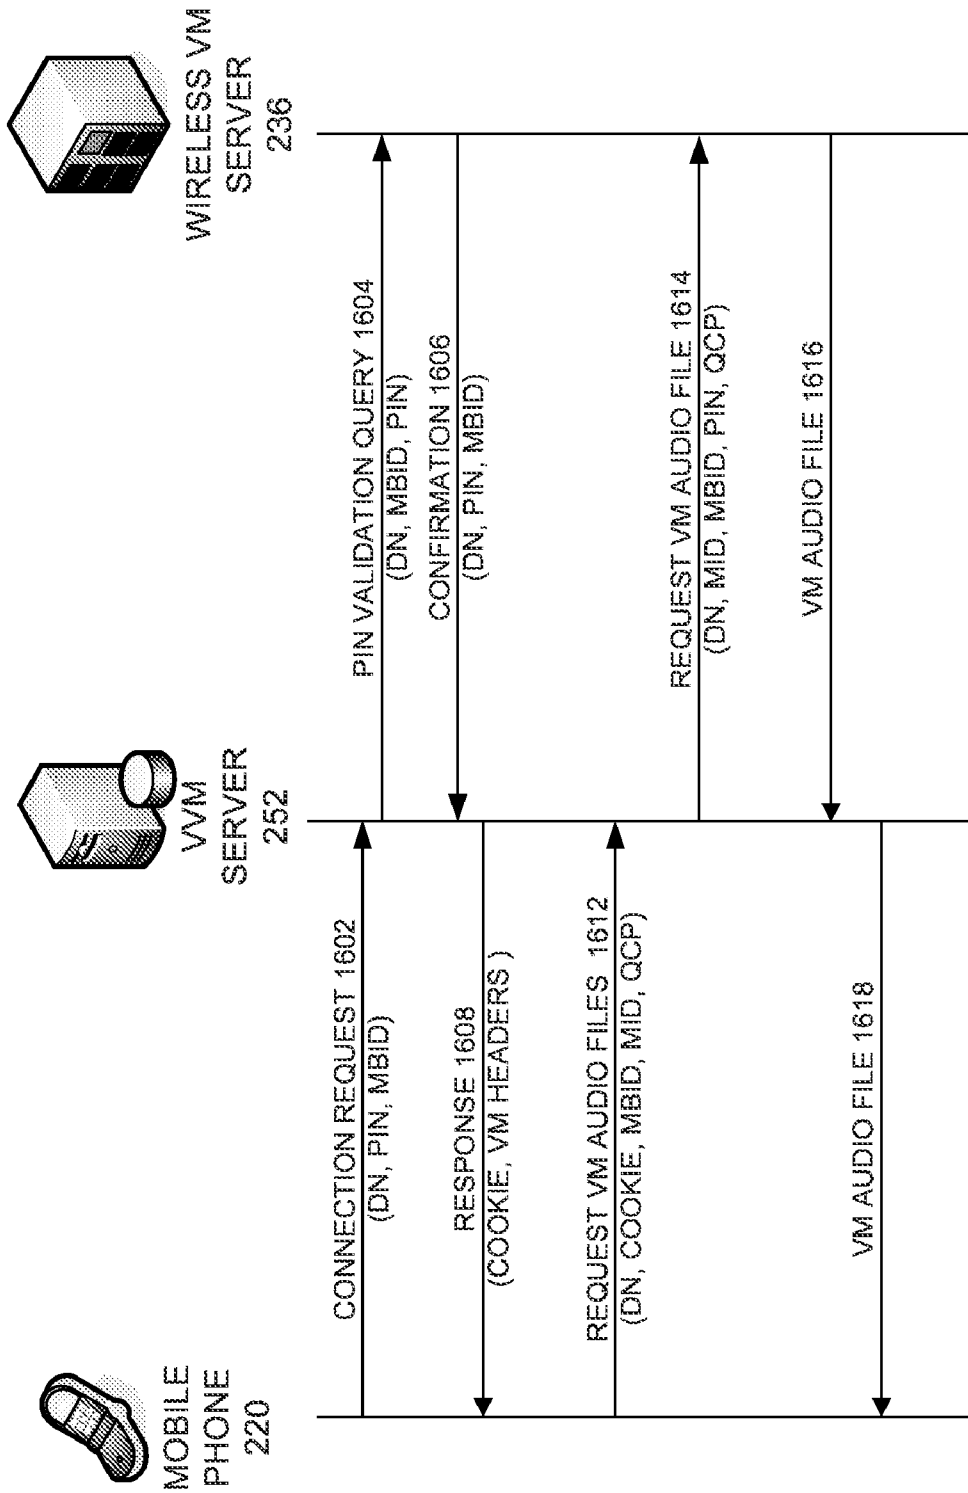 MOBILE
PHONE
220
VVM
SERVER
252
WIRELESS VM
SERVER
236
CONNECTION REQUEST 1602
(DN, PIN, MBID)
PIN VALIDATION QUERY 1604
(DN, MBID, PIN)
CONFIRMATION 1606
(DN, PIN, MBID)
RESPONSE 1608
(COOKIE, VM HEADERS )
REQUEST VM AUDIO FILES 1612
(DN, COOKIE, MBID, MID, QCP)
REQUEST VM AUDIO FILE 1614
(DN, MID, MBID, PIN, QCP)
VM AUDIO FILE 1616
VM AUDIO FILE 1618